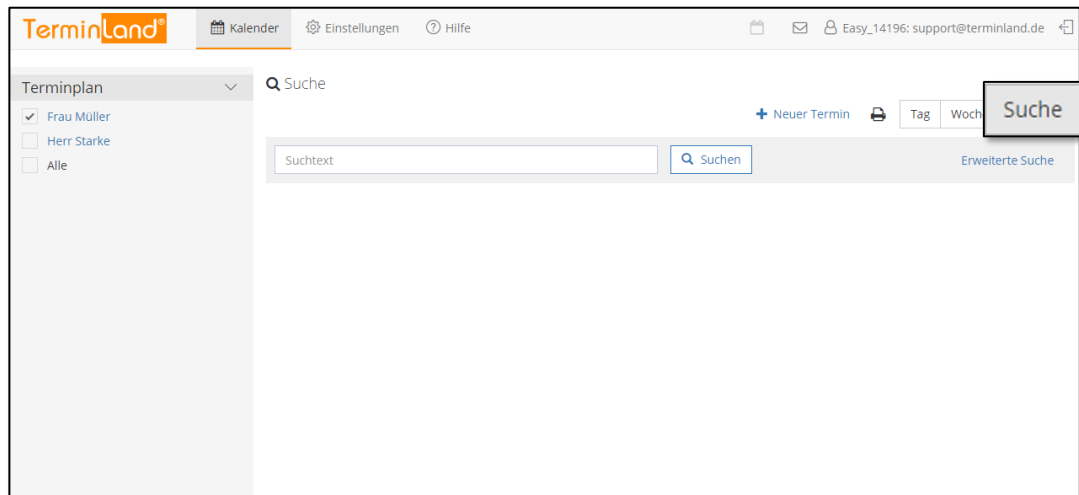 TerminLand®
Kalender
Einstellungen
Hilfe
Easy_14196: support@terminland.de
Terminplan
Frau Müller
Herr Starke
Alle
Suche
Neuer Termin
Tag
Woch
Suche
Suchtext
Suchen
Erweiterte Suche